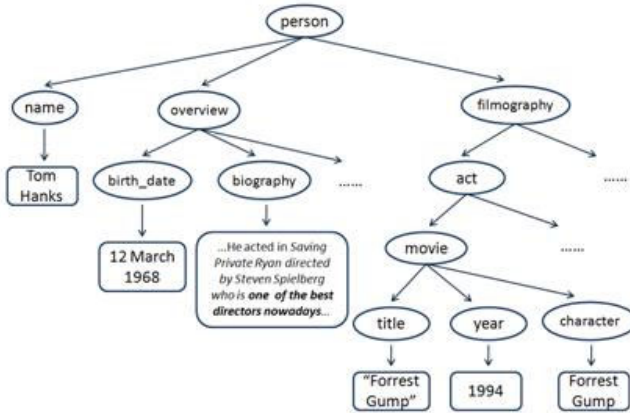 person
name
overview
filmography
Tom
Hanks
birth_date
biography
......
act
......
12 March
1968
...He acted in Saving
Private Ryan directed
by Steven Spielberg
who is one of the best
directors nowadays...
movie
......
title
year
character
"Forrest
Gump"
1994
Forrest
Gump